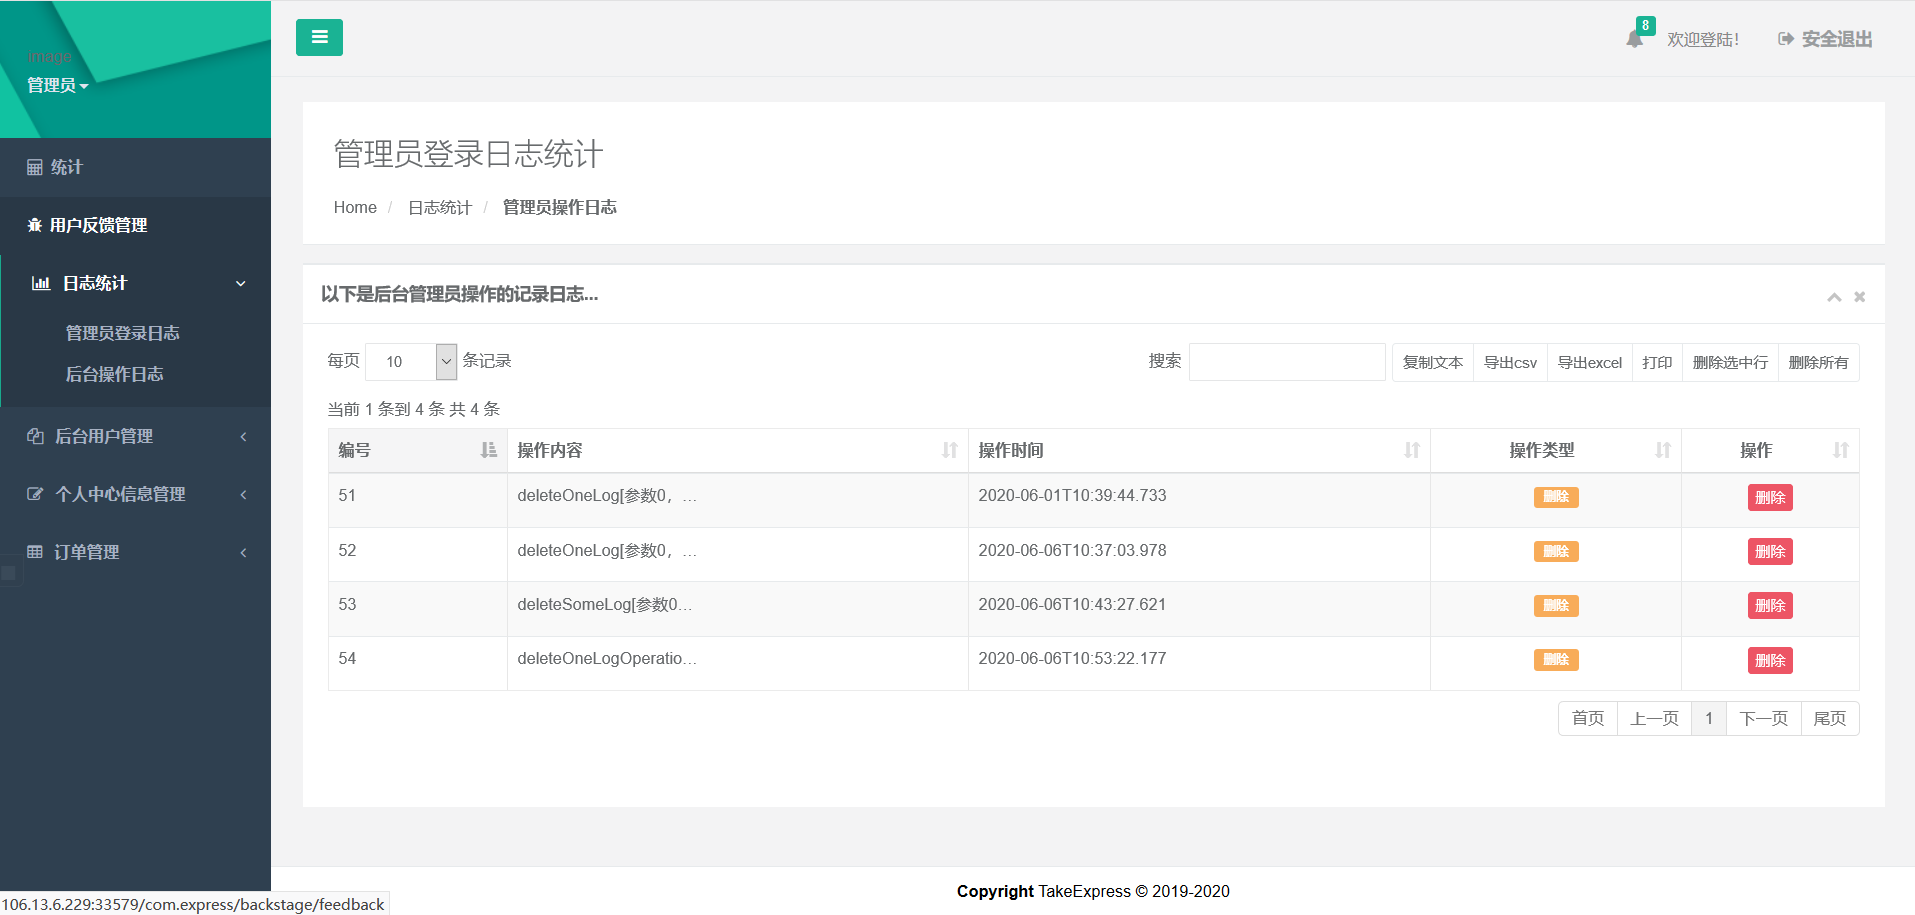 image
管理员
统计
用户反馈管理
日志统计
管理员登录日志
后台操作日志
后台用户管理
个人中心信息管理
订单管理
8
欢迎登陆!
安全退出
管理员登录日志统计
Home / 日志统计 / 管理员操作日志
以下是后台管理员操作的记录日志...
每页 10 条记录
搜索 复制文本 导出csv 导出excel 打印 删除选中行 删除所有
当前 1 条到 4 条 共 4 条
编号 操作内容 操作时间 操作类型 操作
51 deleteOneLog[参数0，... 2020-06-01T10:39:44.733 删除 删除
52 deleteOneLog[参数0，... 2020-06-06T10:37:03.978 删除 删除
53 deleteSomeLog[参数0... 2020-06-06T10:43:27.621 删除 删除
54 deleteOneLogOperatio... 2020-06-06T10:53:22.177 删除 删除
首页 上一页 1 下一页 尾页
Copyright TakeExpress © 2019-2020
106.13.6.229:33579/com.express/backstage/feedback